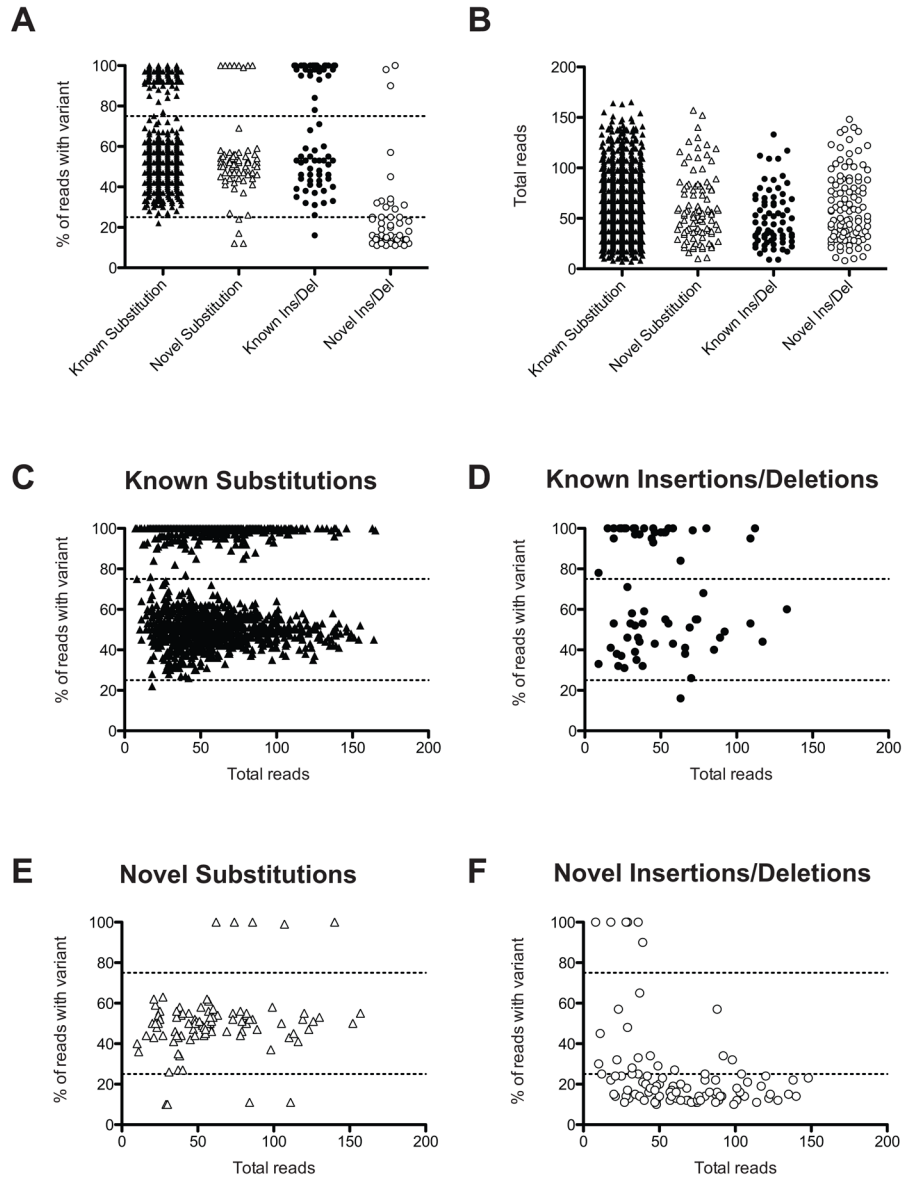 A
B
% of reads with variant
100
80
60
40
20
0
Known Substitution
Novel Substitution
Known Ins/Del
Novel Ins/Del
Total reads
200
150
100
50
0
Known Substitution
Novel Substitution
Known Ins/Del
Novel Ins/Del
C
Known Substitutions
% of reads with variant
100
80
60
40
20
0
0 50 100 150 200
Total reads
D
Known Insertions/Deletions
% of reads with variant
100
80
60
40
20
0
0 50 100 150 200
Total reads
E
Novel Substitutions
% of reads with variant
100
80
60
40
20
0
0 50 100 150 200
Total reads
F
Novel Insertions/Deletions
% of reads with variant
100
80
60
40
20
0
0 50 100 150 200
Total reads